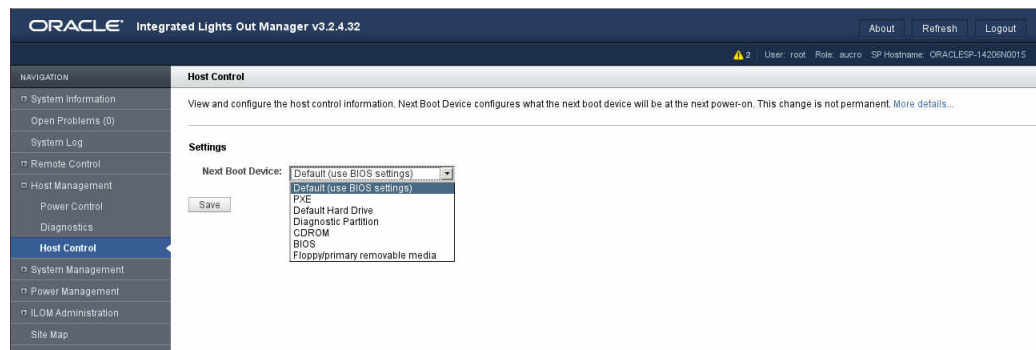 ORACLE® Integrated Lights Out Manager v3.2.4.32
About Refresh Logout
2 User: root Role: aucro SP Hostname: ORACLESP-14206N0015
NAVIGATION
System Information
Open Problems (0)
System Log
Remote Control
Host Management
Power Control
Diagnostics
Host Control
System Management
Power Management
ILOM Administration
Site Map
Host Control
View and configure the host control information. Next Boot Device configures what the next boot device will be at the next power-on. This change is not permanent. More details...
Settings
Next Boot Device: Default (use BIOS settings)
Default (use BIOS settings)
PXE
Default Hard Drive
Diagnostic Partition
CDROM
BIOS
Floppy/primary removable media
Save